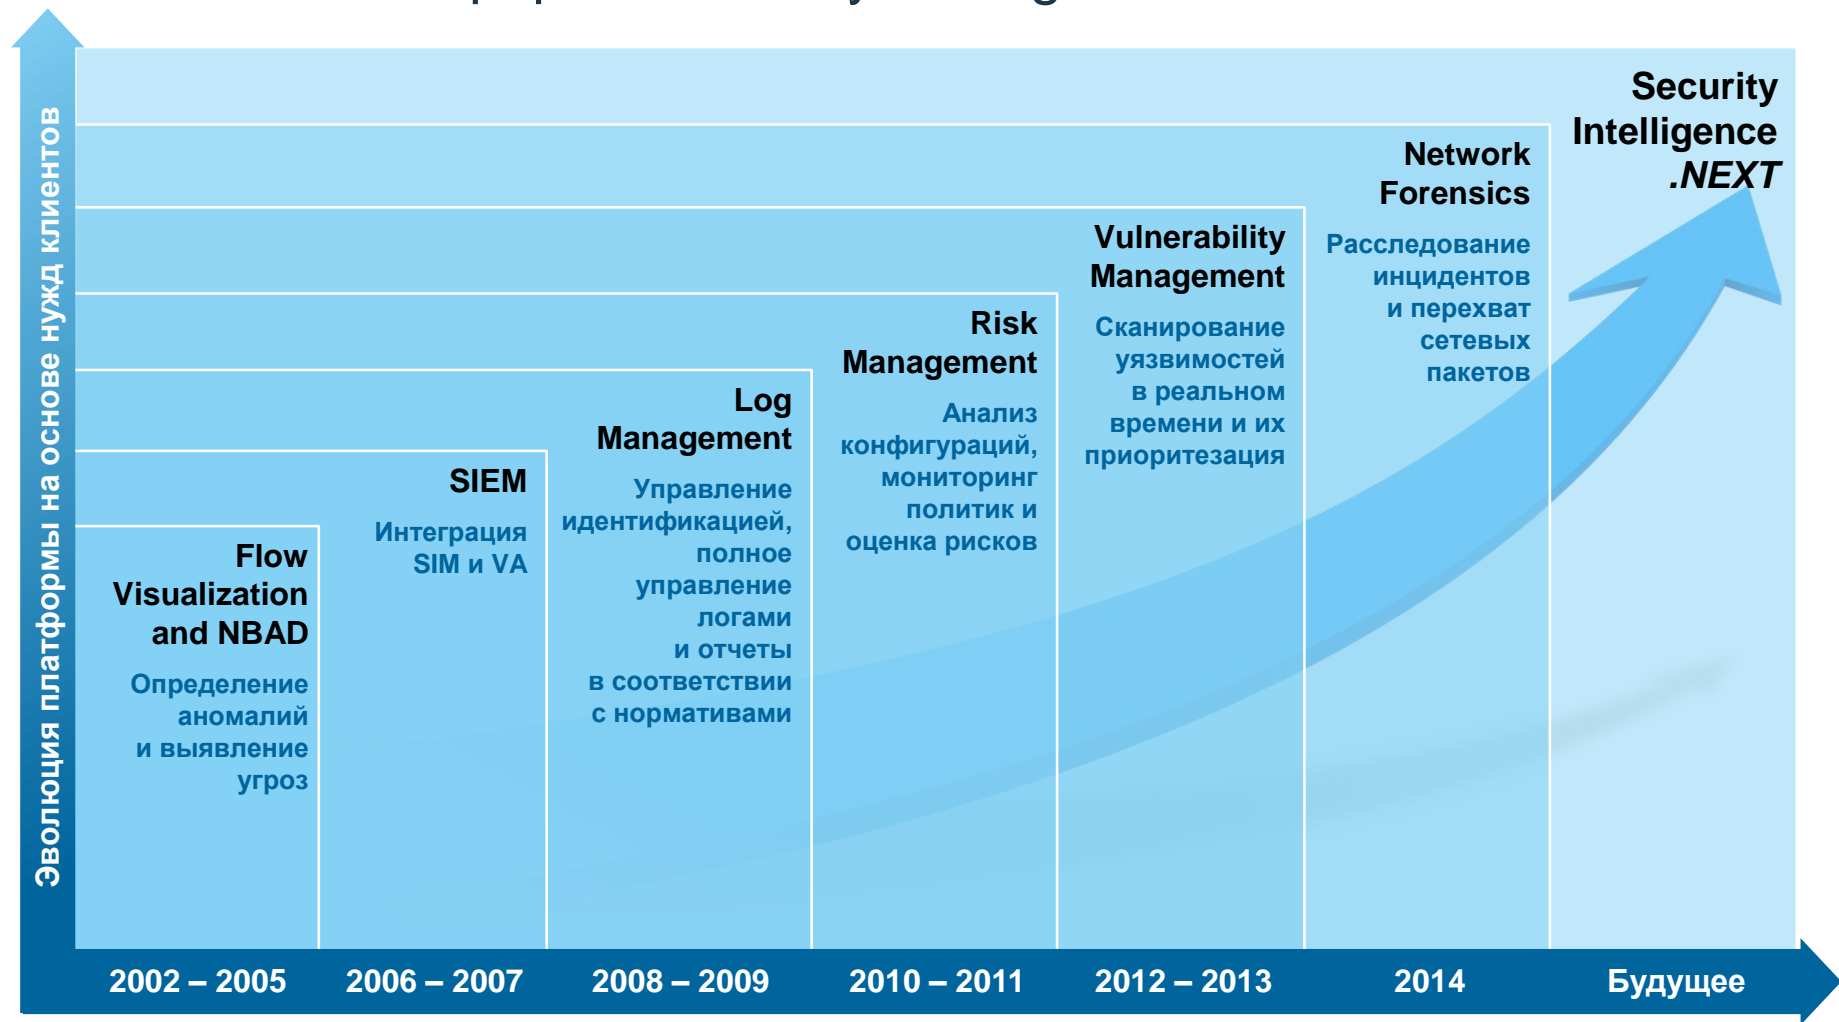 Эволюция платформы на основе нужд клиентов
Security
Intelligence
.NEXT
Network
Forensics
Расследование
инцидентов
и перехват
сетевых
пакетов
Vulnerability
Management
Сканирование
уязвимостей
в реальном
времени и их
приоритезация
Risk
Management
Анализ
конфигураций,
мониторинг
политик и
оценка рисков
Log
Management
Управление
идентификацией,
полное
управление
логами
и отчеты
в соответствии
с нормативами
SIEM
Интеграция
SIM и VA
Flow
Visualization
and NBAD
Определение
аномалий
и выявление
угроз
2002 – 2005
2006 – 2007
2008 – 2009
2010 – 2011
2012 – 2013
2014
Будущее